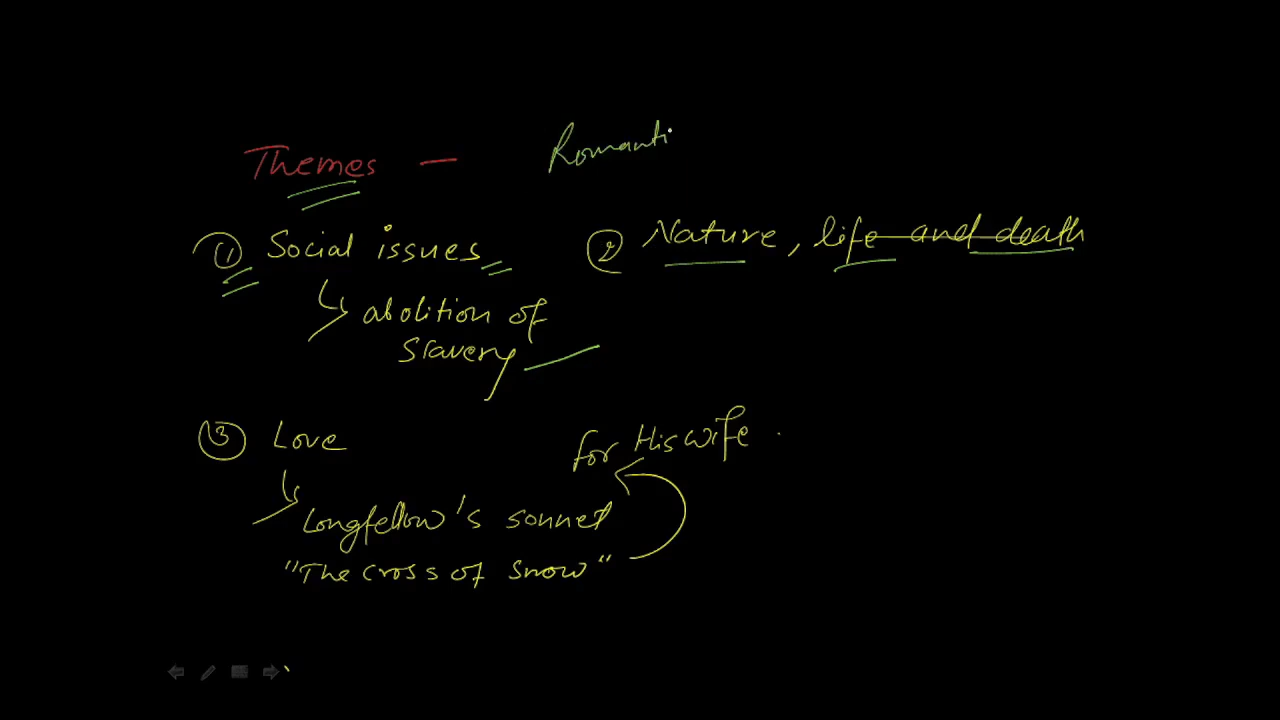 Themes — Romanti
① Social issues ② Nature, life and death
abolition of
Slavery
③ Love for His wife
Longfellow's sonnet
"The cross of snow"